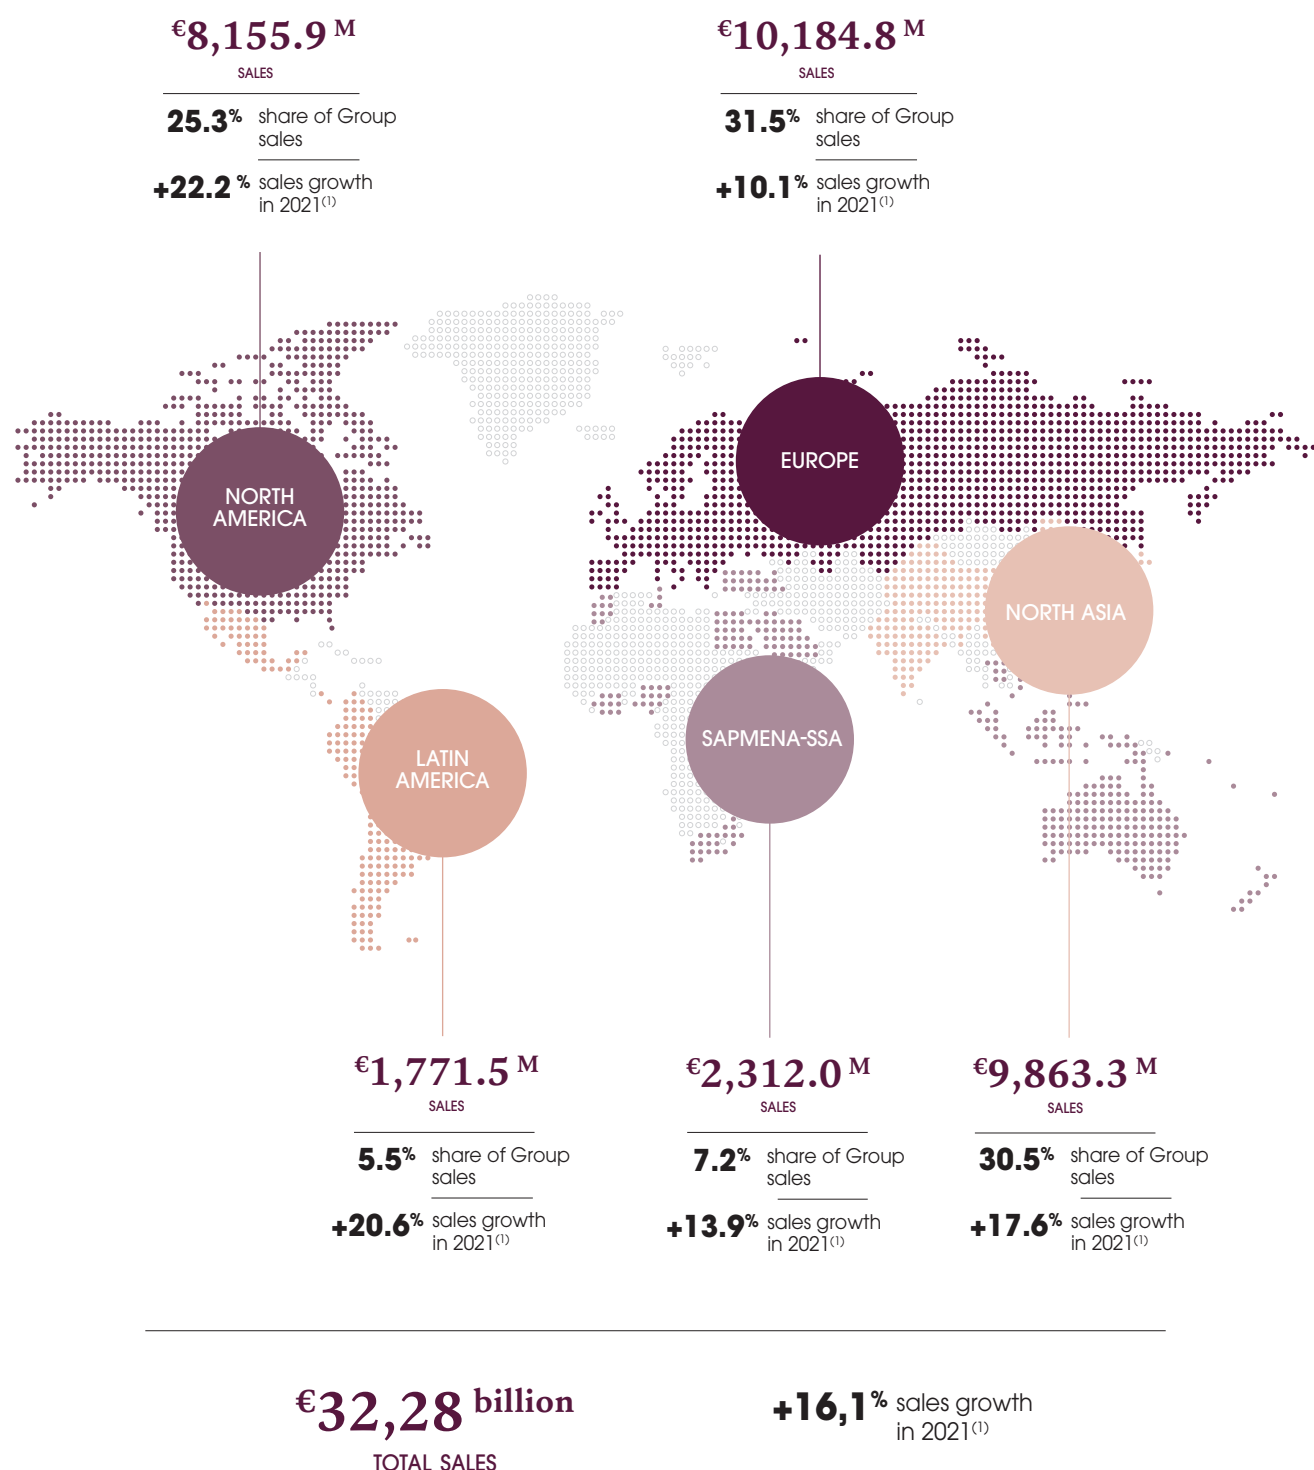 €8,155.9 M
SALES
25.3% share of Group
sales
+22.2% sales growth
in 2021(1)
€10,184.8 M
SALES
31.5% share of Group
sales
+10.1% sales growth
in 2021(1)
EUROPE
NORTH
AMERICA
NORTH ASIA
SAPMENA-SSA
LATIN
AMERICA
€1,771.5 M
SALES
5.5% share of Group
sales
+20.6% sales growth
in 2021(1)
€2,312.0 M
SALES
7.2% share of Group
sales
+13.9% sales growth
in 2021(1)
€9,863.3 M
SALES
30.5% share of Group
sales
+17.6% sales growth
in 2021(1)
€32,28 billion
TOTAL SALES
+16,1% sales growth
in 2021(1)